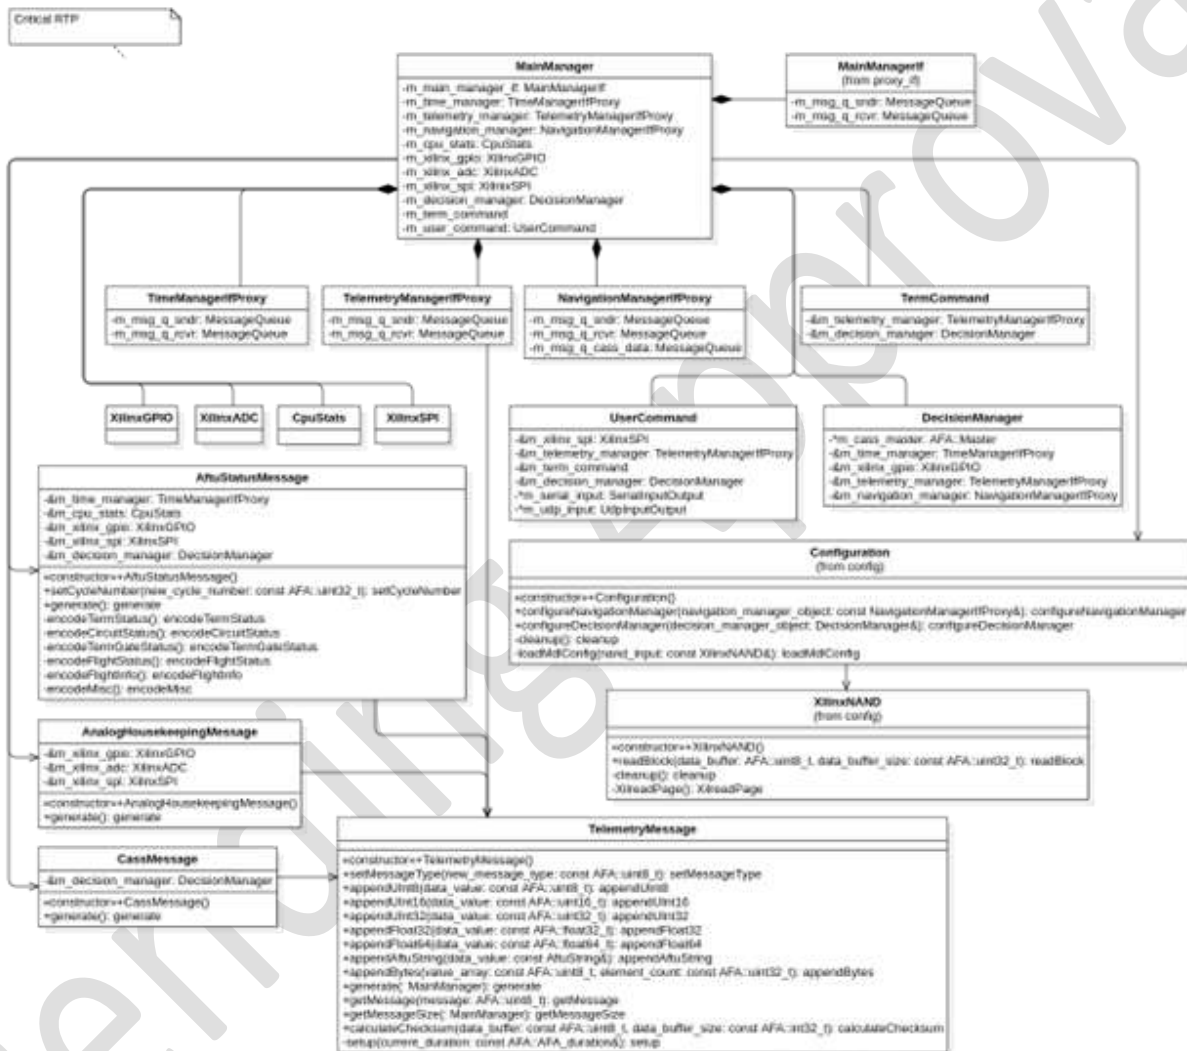 Critical RTP
MainManager
-m_main_manager_if: MainManagerIf
-m_time_manager: TimeManagerIfProxy
-m_telemetry_manager: TelemetryManagerIfProxy
-m_navigation_manager: NavigationManagerIfProxy
-m_cpu_stats: CpuStats
-m_xilinx_gpio: XilinxGPIO
-m_xilinx_adc: XilinxADC
-m_xilinx_spi: XilinxSPI
-m_decision_manager: DecisionManager
-m_term_command
-m_user_command: UserCommand
MainManagerIf
(from proxy_if)
-m_msg_q_sndr: MessageQueue
-m_msg_q_rcvr: MessageQueue
TimeManagerIfProxy
-m_msg_q_sndr: MessageQueue
-m_msg_q_rcvr: MessageQueue
TelemetryManagerIfProxy
-m_msg_q_sndr: MessageQueue
-m_msg_q_rcvr: MessageQueue
NavigationManagerIfProxy
-m_msg_q_sndr: MessageQueue
-m_msg_q_rcvr: MessageQueue
-m_msg_q_cass_data: MessageQueue
TermCommand
-&m_telemetry_manager: TelemetryManagerIfProxy
-&m_decision_manager: DecisionManager
XilinxGPIO
XilinxADC
CpuStats
XilinxSPI
UserCommand
-&m_xilinx_spi: XilinxSPI
-&m_telemetry_manager: TelemetryManagerIfProxy
-&m_term_command
-&m_decision_manager: DecisionManager
-*m_serial_input: SerialInputOutput
-*m_udp_input: UdpInputOutput
DecisionManager
-*m_cass_master: AFA::Master
-&m_time_manager: TimeManagerIfProxy
-&m_xilinx_gpio: XilinxGPIO
-&m_telemetry_manager: TelemetryManagerIfProxy
-&m_navigation_manager: NavigationManagerIfProxy
AftuStatusMessage
-&m_time_manager: TimeManagerIfProxy
-&m_cpu_stats: CpuStats
-&m_xilinx_gpio: XilinxGPIO
-&m_xilinx_spi: XilinxSPI
-&m_decision_manager: DecisionManager
«constructor»+AftuStatusMessage()
+setCycleNumber(new_cycle_number: const AFA::uint32_t): setCycleNumber
+generate(): generate
-encodeTermStatus(): encodeTermStatus
-encodeCircuitStatus(): encodeCircuitStatus
-encodeTermGateStatus(): encodeTermGateStatus
-encodeFlightStatus(): encodeFlightStatus
-encodeFlightInfo(): encodeFlightInfo
-encodeMisc(): encodeMisc
Configuration
(from config)
«constructor»+Configuration()
+configureNavigationManager(navigation_manager_object: const NavigationManagerIfProxy&): configureNavigationManager
+configureDecisionManager(decision_manager_object: DecisionManager&): configureDecisionManager
-cleanup(): cleanup
-loadMdlConfig(nand_input: const XilinxNAND&): loadMdlConfig
XilinxNAND
(from config)
«constructor»+XilinxNAND()
+readBlock(data_buffer: AFA::uint8_t, data_buffer_size: const AFA::uint32_t): readBlock
-cleanup(): cleanup
-XilreadPage(): XilreadPage
AnalogHousekeepingMessage
-&m_xilinx_gpio: XilinxGPIO
-&m_xilinx_adc: XilinxADC
-&m_xilinx_spi: XilinxSPI
«constructor»+AnalogHousekeepingMessage()
+generate(): generate
CassMessage
-&m_decision_manager: DecisionManager
«constructor»+CassMessage()
+generate(): generate
TelemetryMessage
«constructor»+TelemetryMessage()
+setMessageType(new_message_type: const AFA::uint8_t): setMessageType
+appendUInt8(data_value: const AFA::uint8_t): appendUInt8
+appendUInt16(data_value: const AFA::uint16_t): appendUInt16
+appendUInt32(data_value: const AFA::uint32_t): appendUInt32
+appendFloat32(data_value: const AFA::float32_t): appendFloat32
+appendFloat64(data_value: const AFA::float64_t): appendFloat64
+appendAftuString(data_value: const AftuString&): appendAftuString
+appendBytes(value_array: const AFA::uint8_t, element_count: const AFA::uint32_t): appendBytes
+generate(: MainManager): generate
+getMessage(message: AFA::uint8_t): getMessage
+getMessageSize(: MainManager): getMessageSize
+calculateChecksum(data_buffer: const AFA::uint8_t, data_buffer_size: const AFA::int32_t): calculateChecksum
-setup(current_duration: const AFA::AFA_duration&): setup
ending Approva